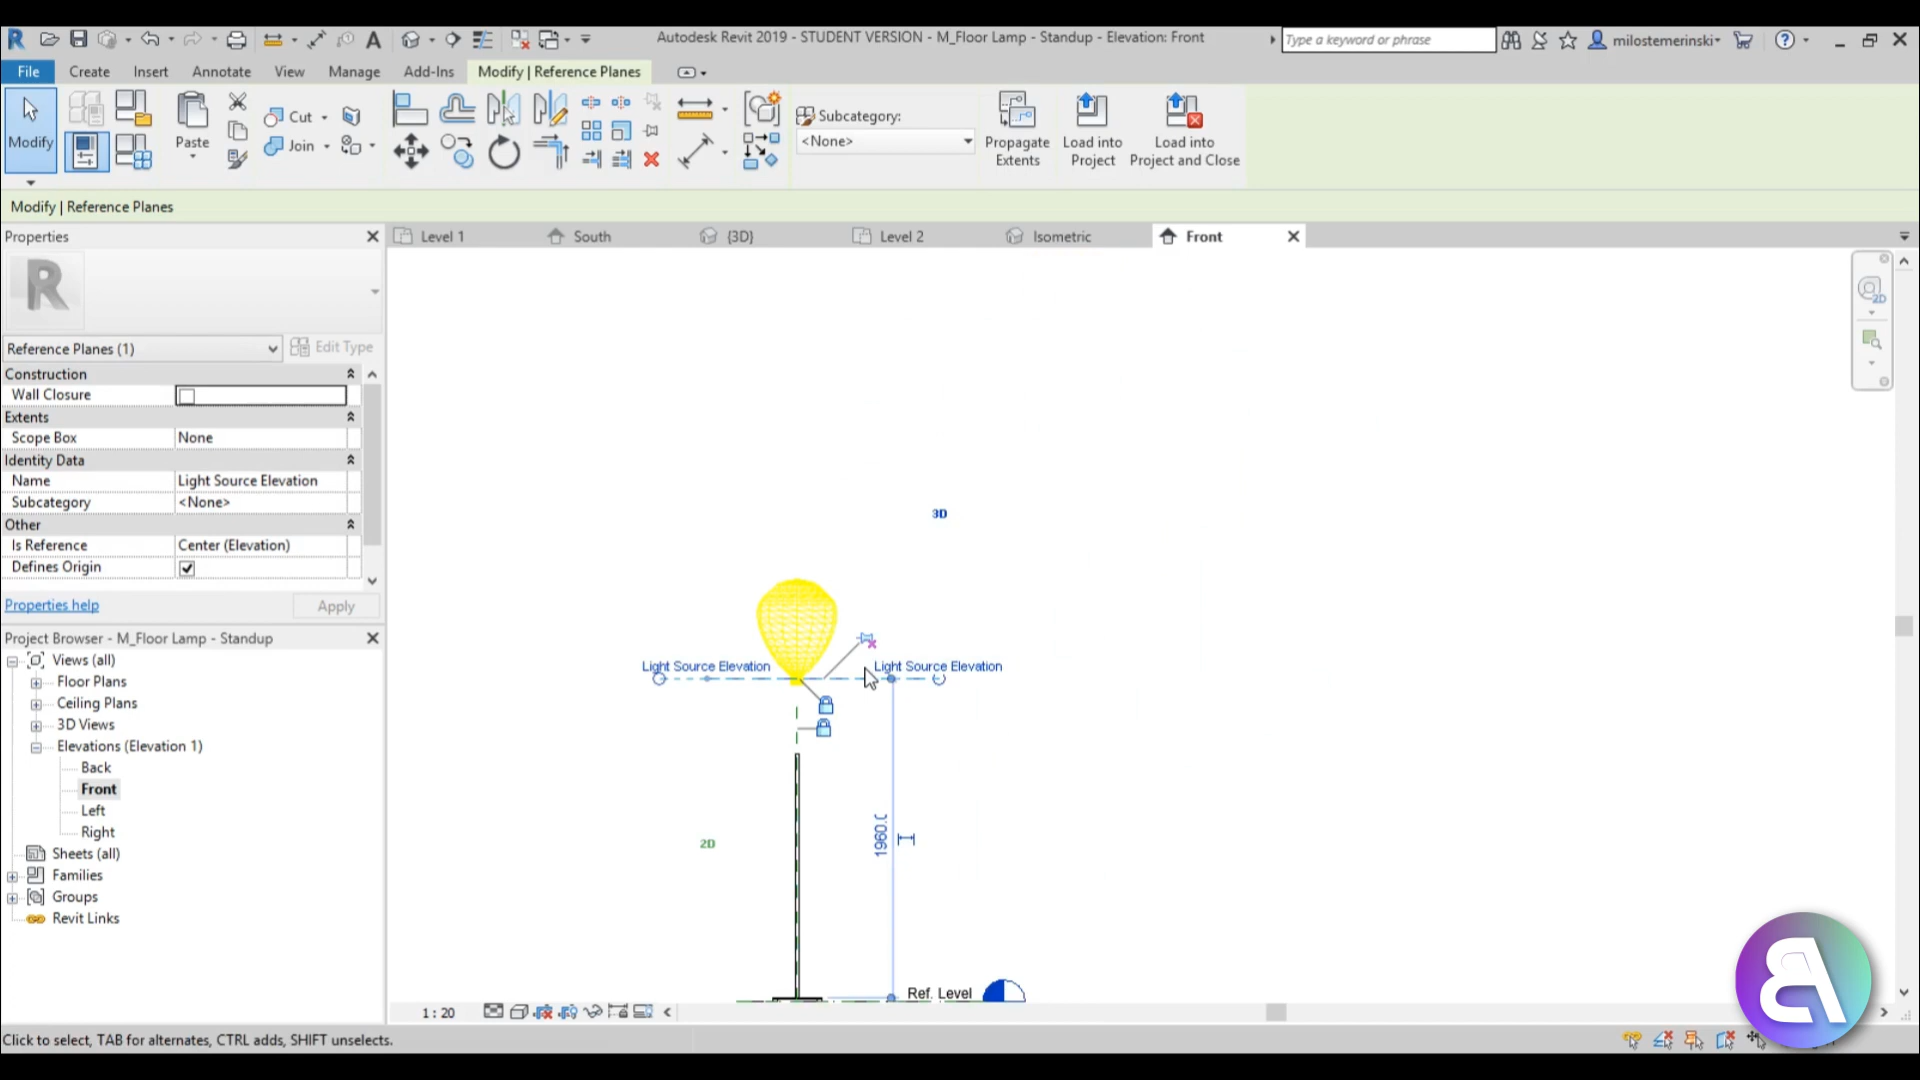 Autodesk Revit 2019 - STUDENT VERSION - M_Floor Lamp - Standup - Elevation: Front
Type a keyword or phrase
milostemerinski
File
Create
Insert
Annotate
View
Manage
Add-Ins
Modify | Reference Planes
Modify
Paste
Cut
Join
Subcategory:
<None>
Propagate
Extents
Load into
Project
Load into
Project and Close
Modify | Reference Planes
Properties
Level 1
South
{3D}
Level 2
Isometric
Front
Reference Planes (1)
Edit Type
Construction
Wall Closure
Extents
Scope Box
None
Identity Data
Name
Light Source Elevation
Subcategory
<None>
Other
Is Reference
Center (Elevation)
Defines Origin
Properties help
Apply
Project Browser - M_Floor Lamp - Standup
Views (all)
Floor Plans
Ceiling Plans
3D Views
Elevations (Elevation 1)
Back
Front
Left
Right
Sheets (all)
Families
Groups
Revit Links
3D
Light Source Elevation
Light Source Elevation
2D
Ref. Level
1 : 20
Click to select, TAB for alternates, CTRL adds, SHIFT unselects.